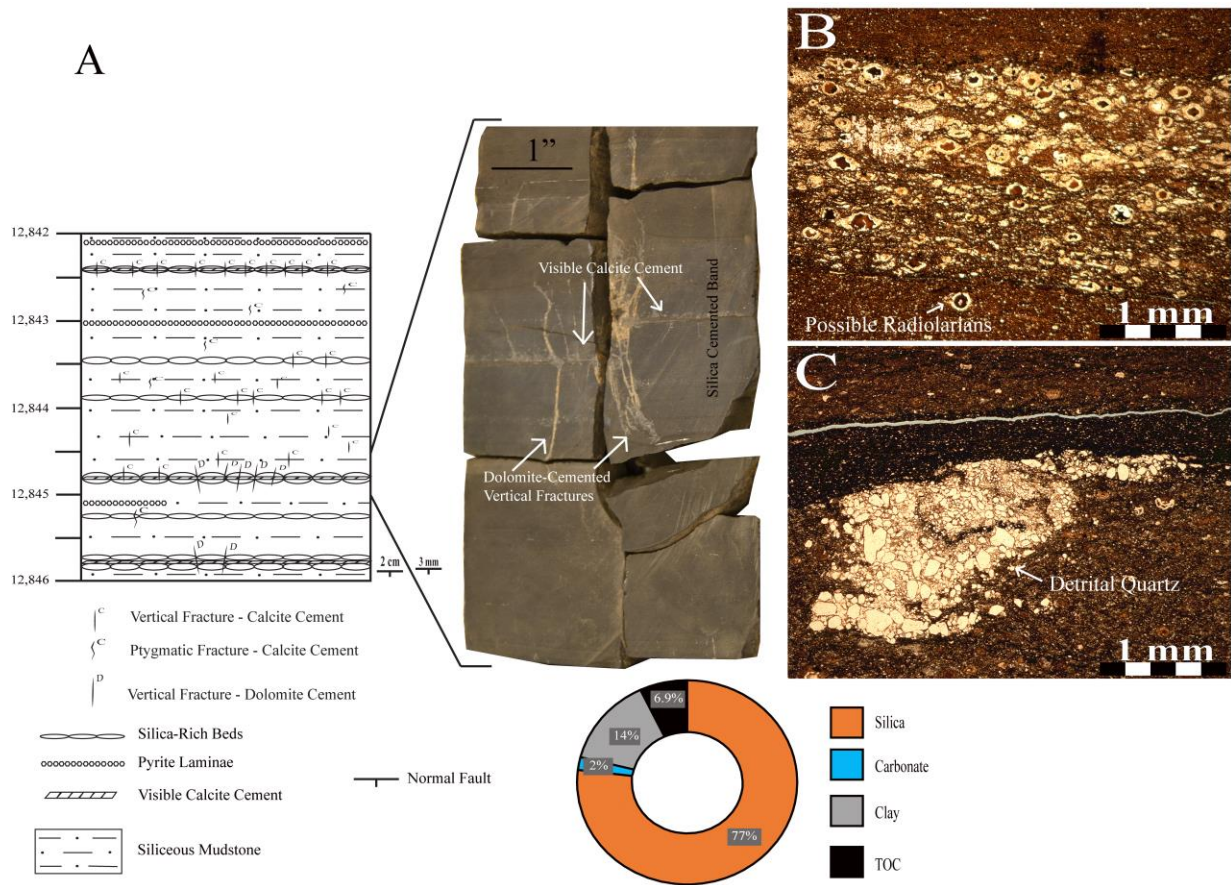 A
12,842
12,843
12,844
12,845
12,846
C C C C C C C C C
C
C
C
C
C C
C C
C
C C C
C
C C
C C
C C D D D D D
C
D D
2 cm
3 mm
C
Vertical Fracture - Calcite Cement
C
Ptygmatic Fracture - Calcite Cement
D
Vertical Fracture - Dolomite Cement
Silica-Rich Beds
Pyrite Laminae
Visible Calcite Cement
Normal Fault
Siliceous Mudstone
1”
Visible Calcite Cement
Silica Cemented Band
Dolomite-Cemented
Vertical Fractures
B
Possible Radiolarians
1 mm
C
Detrital Quartz
1 mm
6.9%
14%
2%
77%
Silica
Carbonate
Clay
TOC